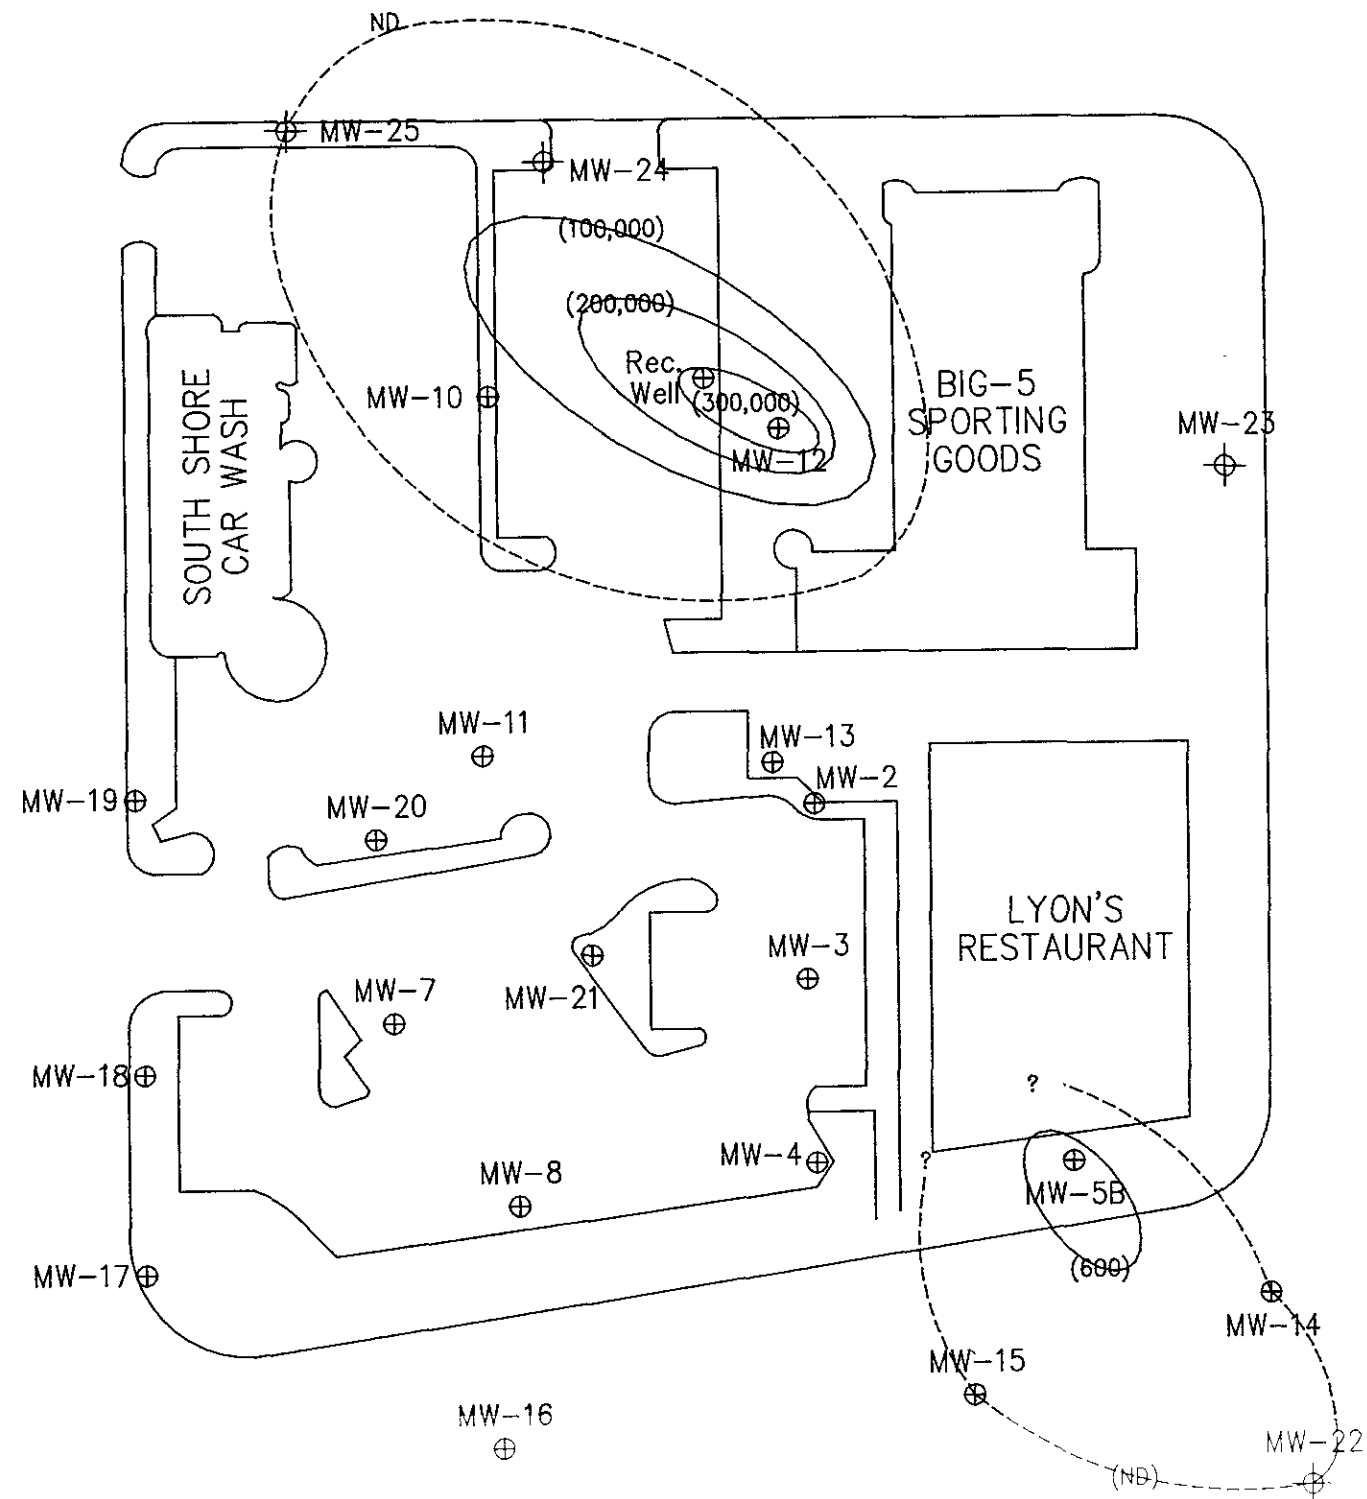 ND
MW-25
MW-24
(100,000)
(200,000)
Rec.
Well
(300,000)
MW-12
MW-10
SOUTH SHORE
CAR WASH
BIG-5
SPORTING
GOODS
MW-23
MW-11
MW-13
MW-2
MW-19
MW-20
LYON'S
RESTAURANT
MW-3
MW-21
MW-7
MW-18
?
?
MW-4
MW-5B
MW-8
(600)
MW-17
MW-14
MW-15
MW-16
MW-22
(ND)